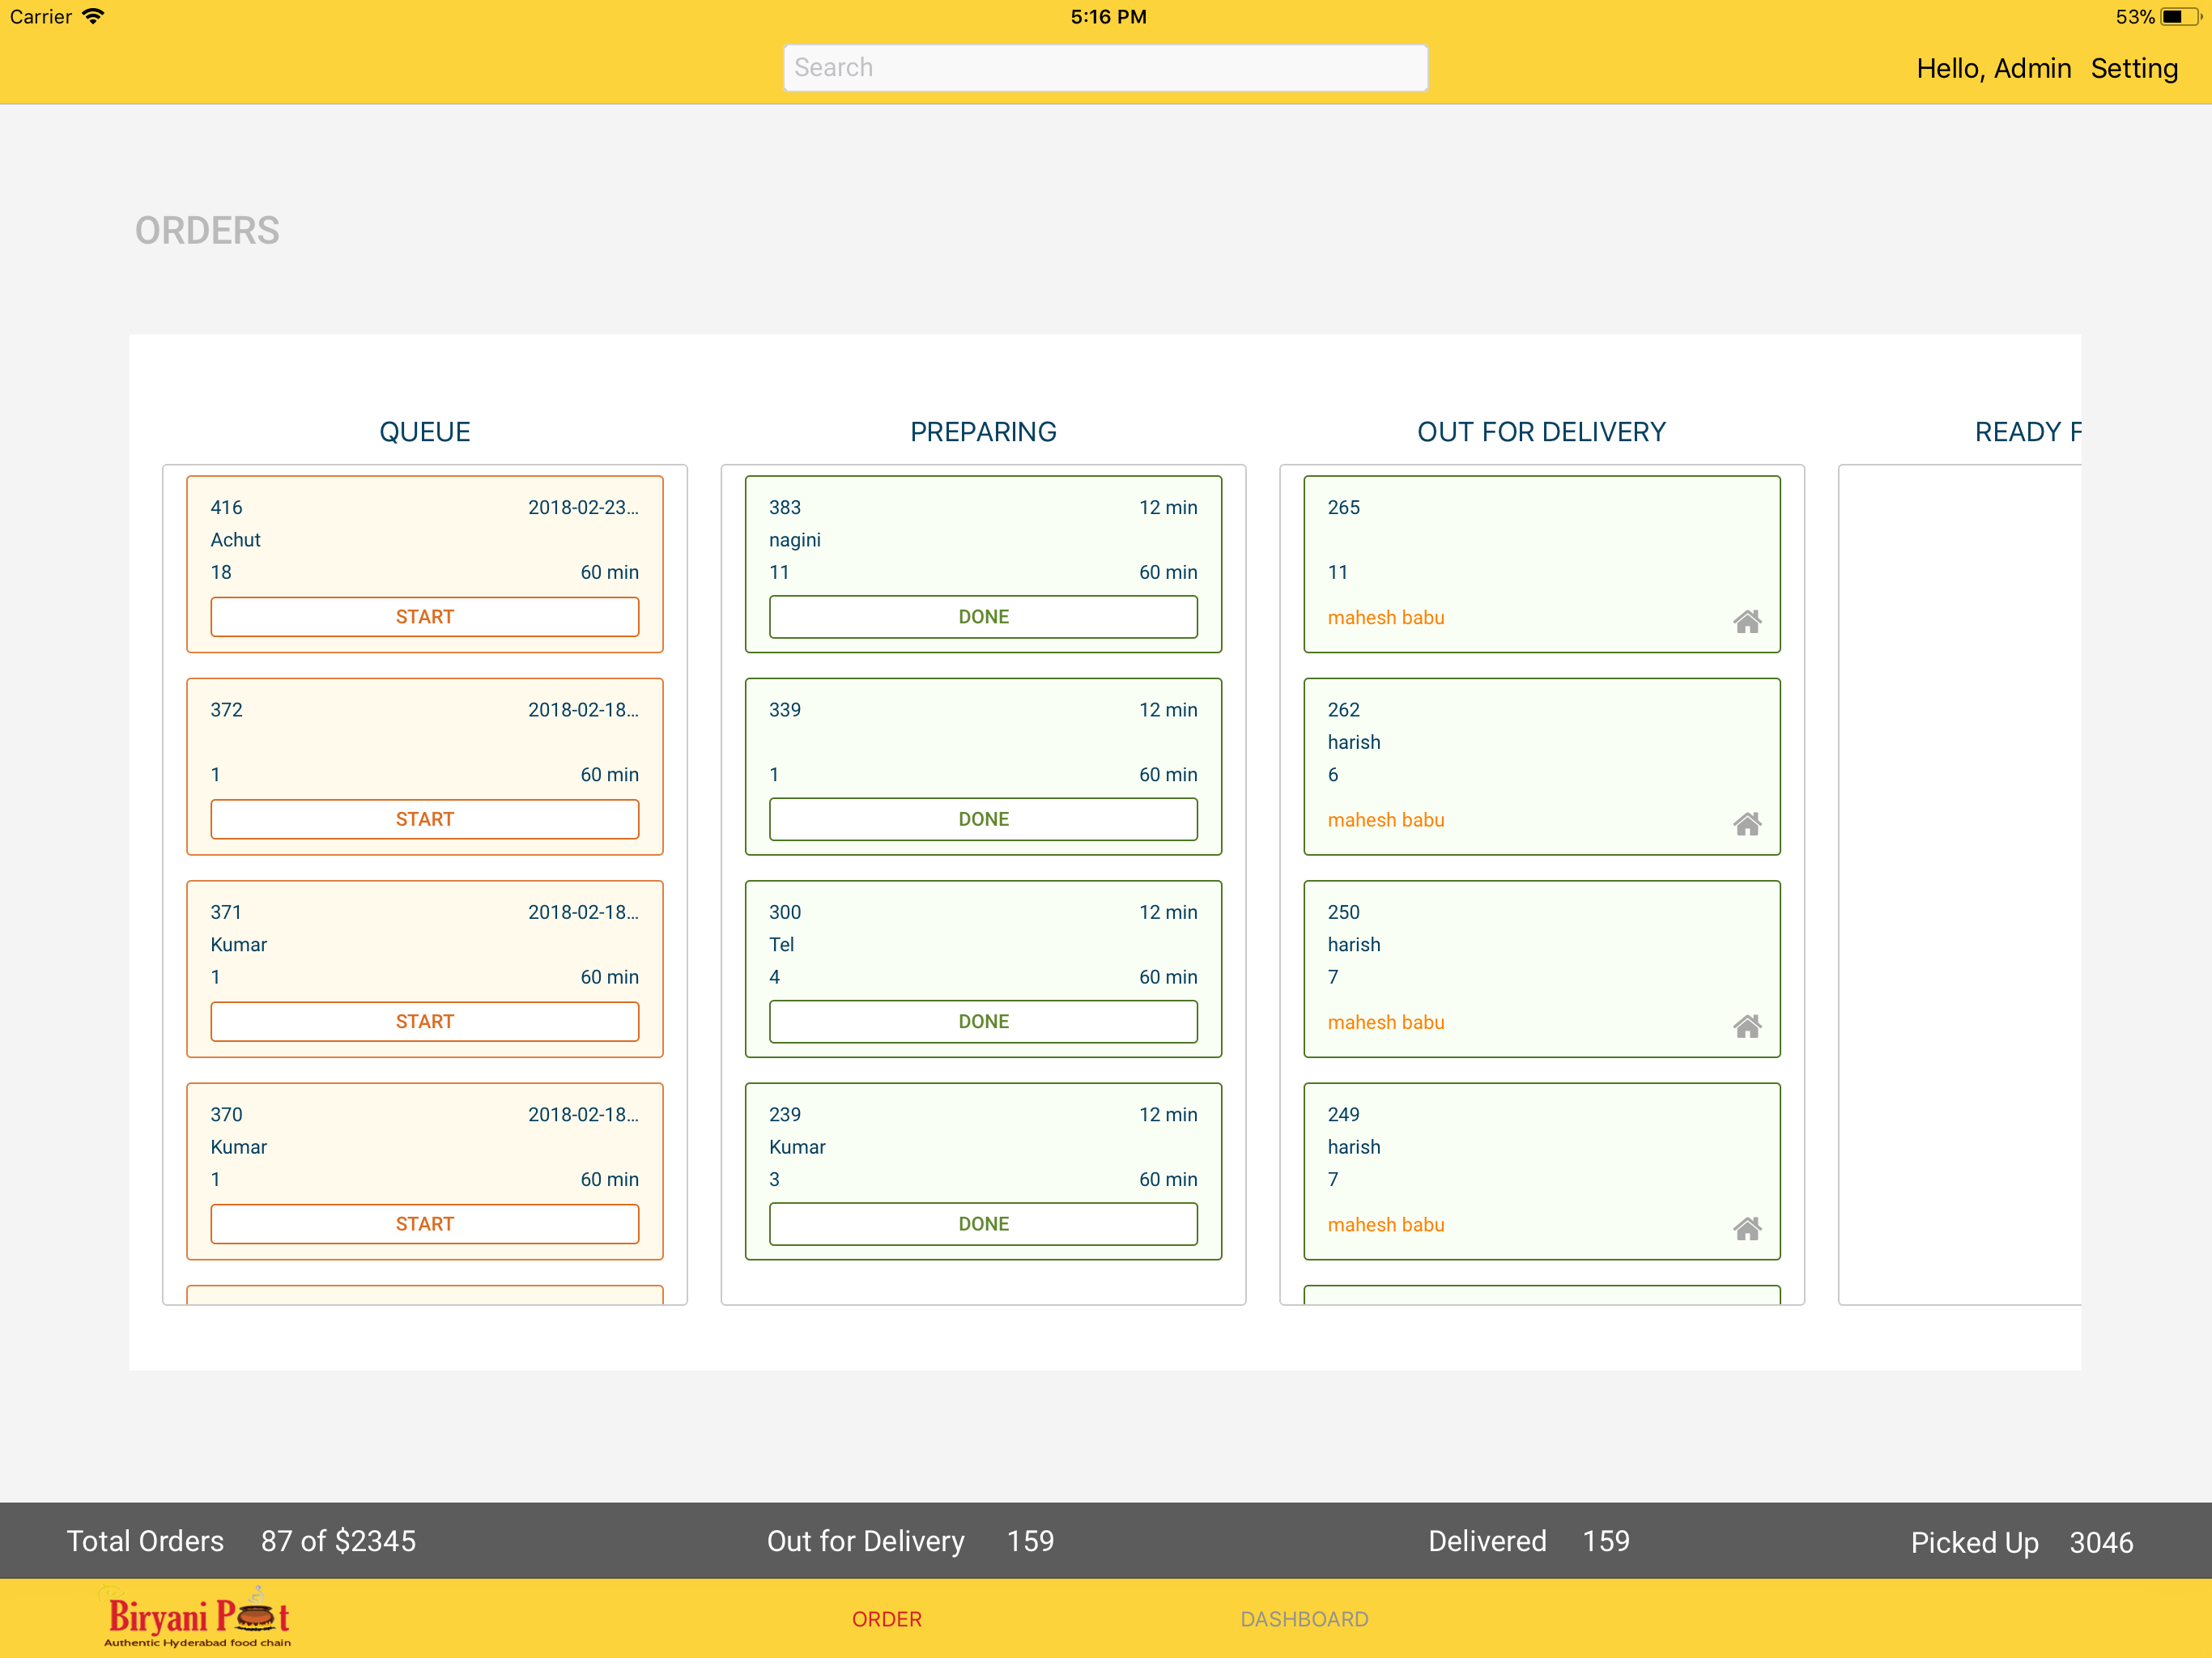 Carrier 5:16 PM 53%
Search
Hello, Admin Setting
ORDERS
QUEUE
416 2018-02-23...
Achut
18 60 min
START
372 2018-02-18...
1 60 min
START
371 2018-02-18...
Kumar
1 60 min
START
370 2018-02-18...
Kumar
1 60 min
START
PREPARING
383 12 min
nagini
11 60 min
DONE
339 12 min
1 60 min
DONE
300 12 min
Tel
4 60 min
DONE
239 12 min
Kumar
3 60 min
DONE
OUT FOR DELIVERY
265
11
mahesh babu
262
harish
6
mahesh babu
250
harish
7
mahesh babu
249
harish
7
mahesh babu
READY F
Total Orders 87 of $2345 Out for Delivery 159 Delivered 159 Picked Up 3046
Biryani Pot
Authentic Hyderabad food chain
ORDER DASHBOARD